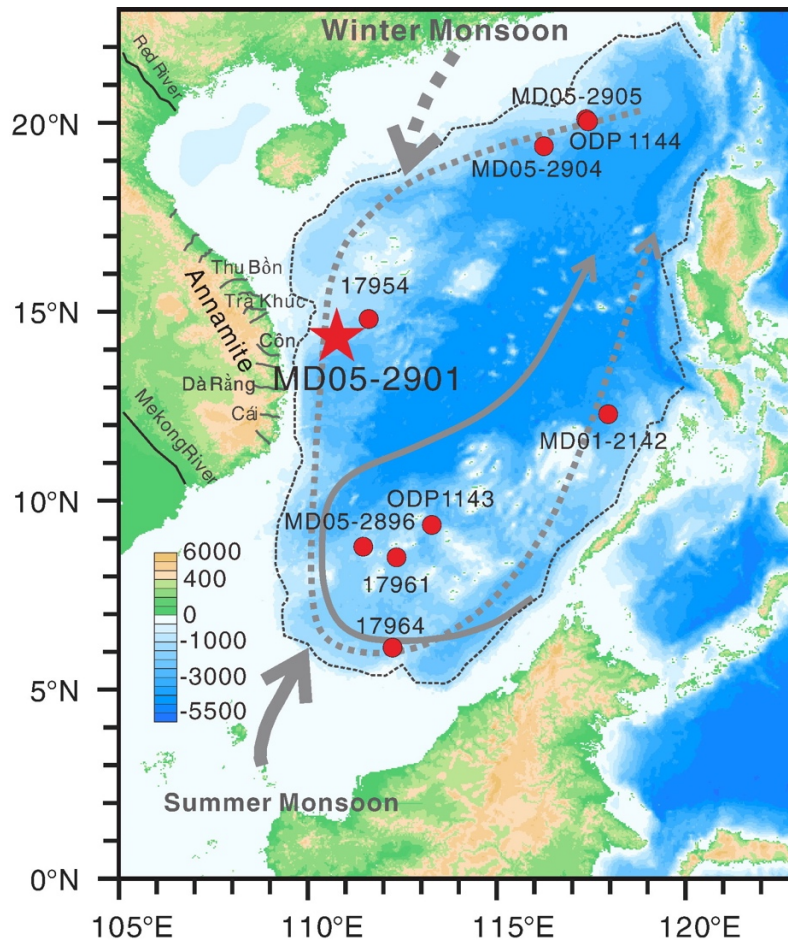 Winter Monsoon
Red River
20°N
MD05-2905
ODP 1144
MD05-2904
Thu Bồn
Trà Khúc
Annamite
17954
15°N
Côn
MD05-2901
Dà Rằng
Cái
MekongRiver
MD01-2142
10°N
ODP1143
MD05-2896
17961
6000
400
0
-1000
-3000
-5500
17964
5°N
Summer Monsoon
0°N
105°E
110°E
115°E
120°E